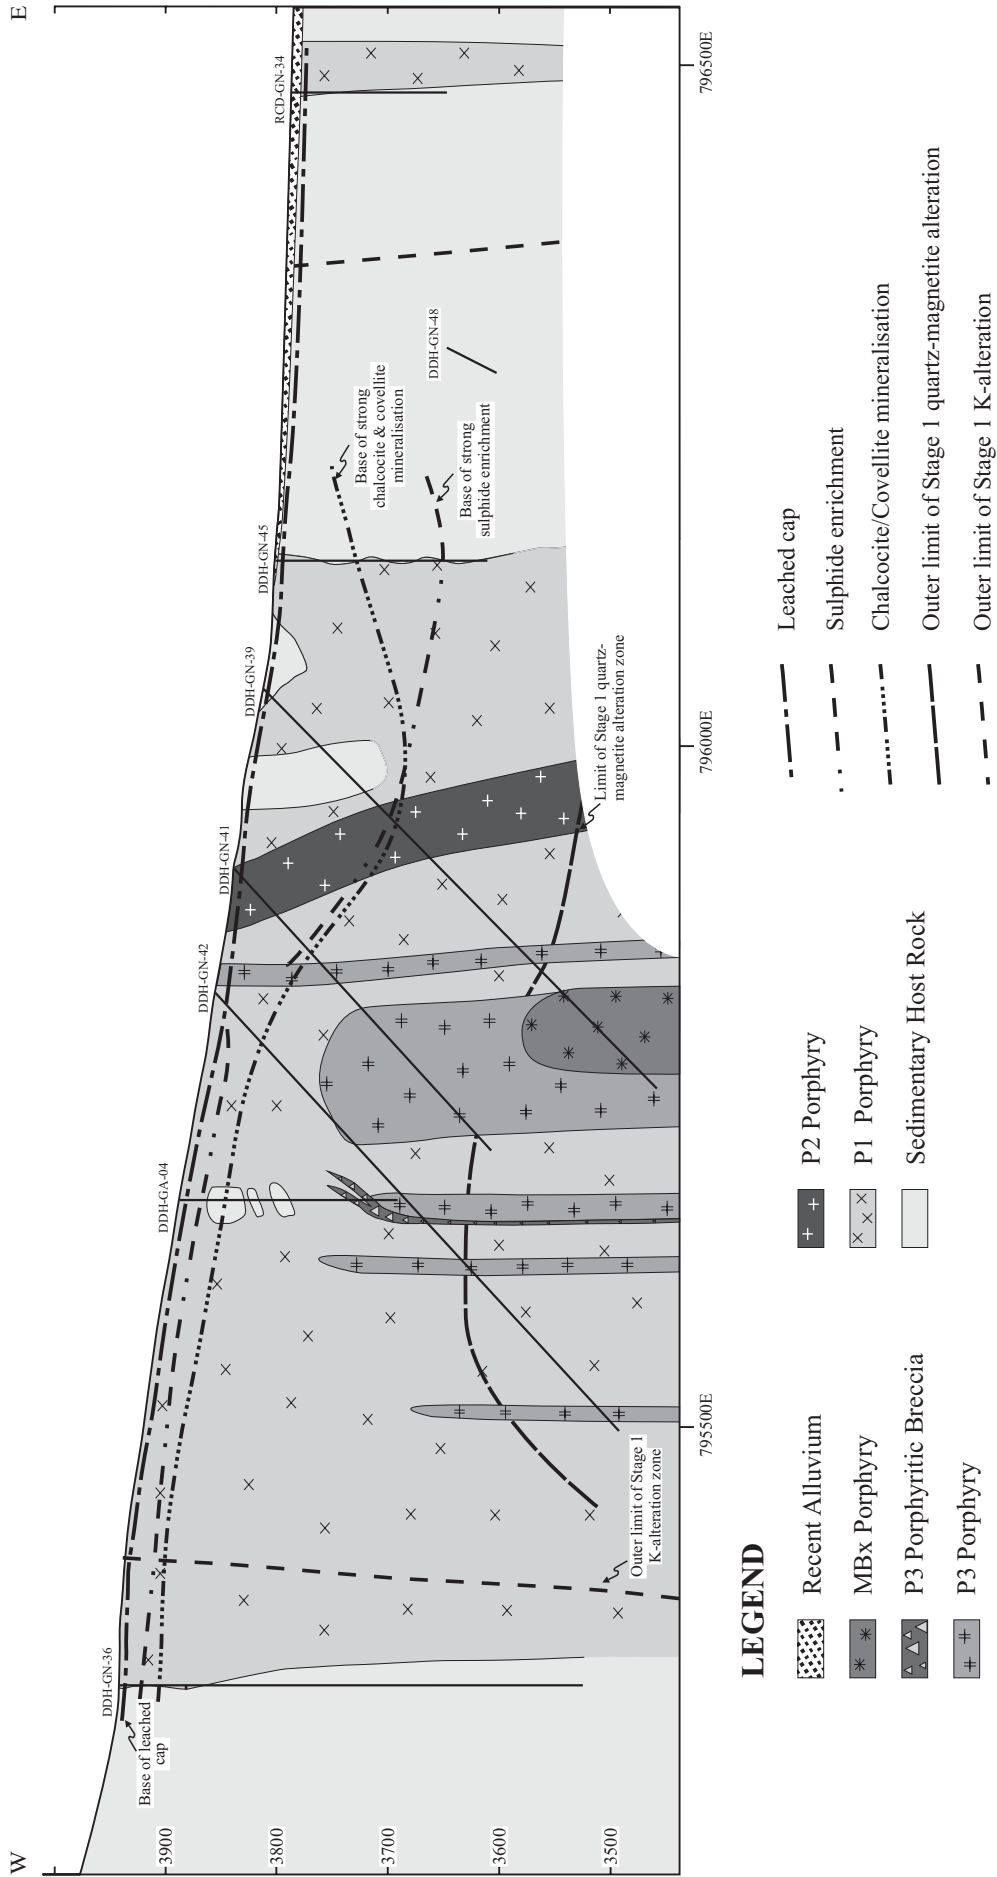 W
E
DDH-GN-36
DDH-GA-04
DDH-GN-42
DDH-GN-41
DDH-GN-39
DDH-GN-45
DDH-GN-48
RCD-GN-34
Base of leached
cap
Base of strong
chalcocite & covellite
mineralisation
Base of strong
sulphide enrichment
Limit of Stage 1 quartz-
magnetite alteration zone
Outer limit of Stage 1
K-alteration zone
3900
3800
3700
3600
3500
795500E
796000E
796500E
LEGEND
Recent Alluvium
MBx Porphyry
P3 Porphyritic Breccia
P3 Porphyry
P2 Porphyry
P1 Porphyry
Sedimentary Host Rock
Leached cap
Sulphide enrichment
Chalcocite/Covellite mineralisation
Outer limit of Stage 1 quartz-magnetite alteration
Outer limit of Stage 1 K-alteration